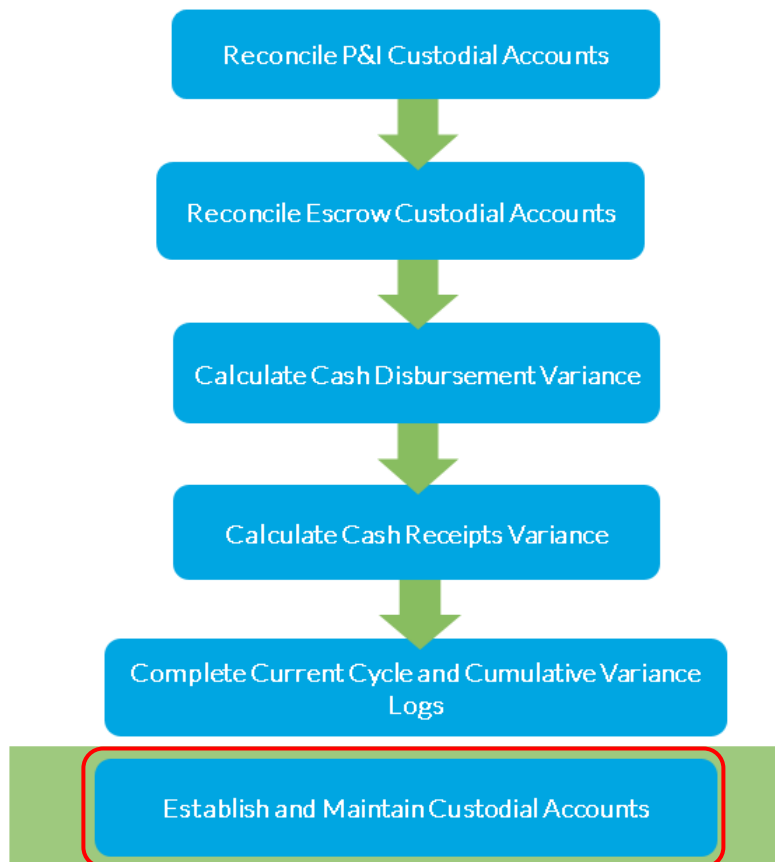 Reconcile P&I Custodial Accounts
Reconcile Escrow Custodial Accounts
Calculate Cash Disbursement Variance
Calculate Cash Receipts Variance
Complete Current Cycle and Cumulative Variance
Logs
Establish and Maintain Custodial Accounts